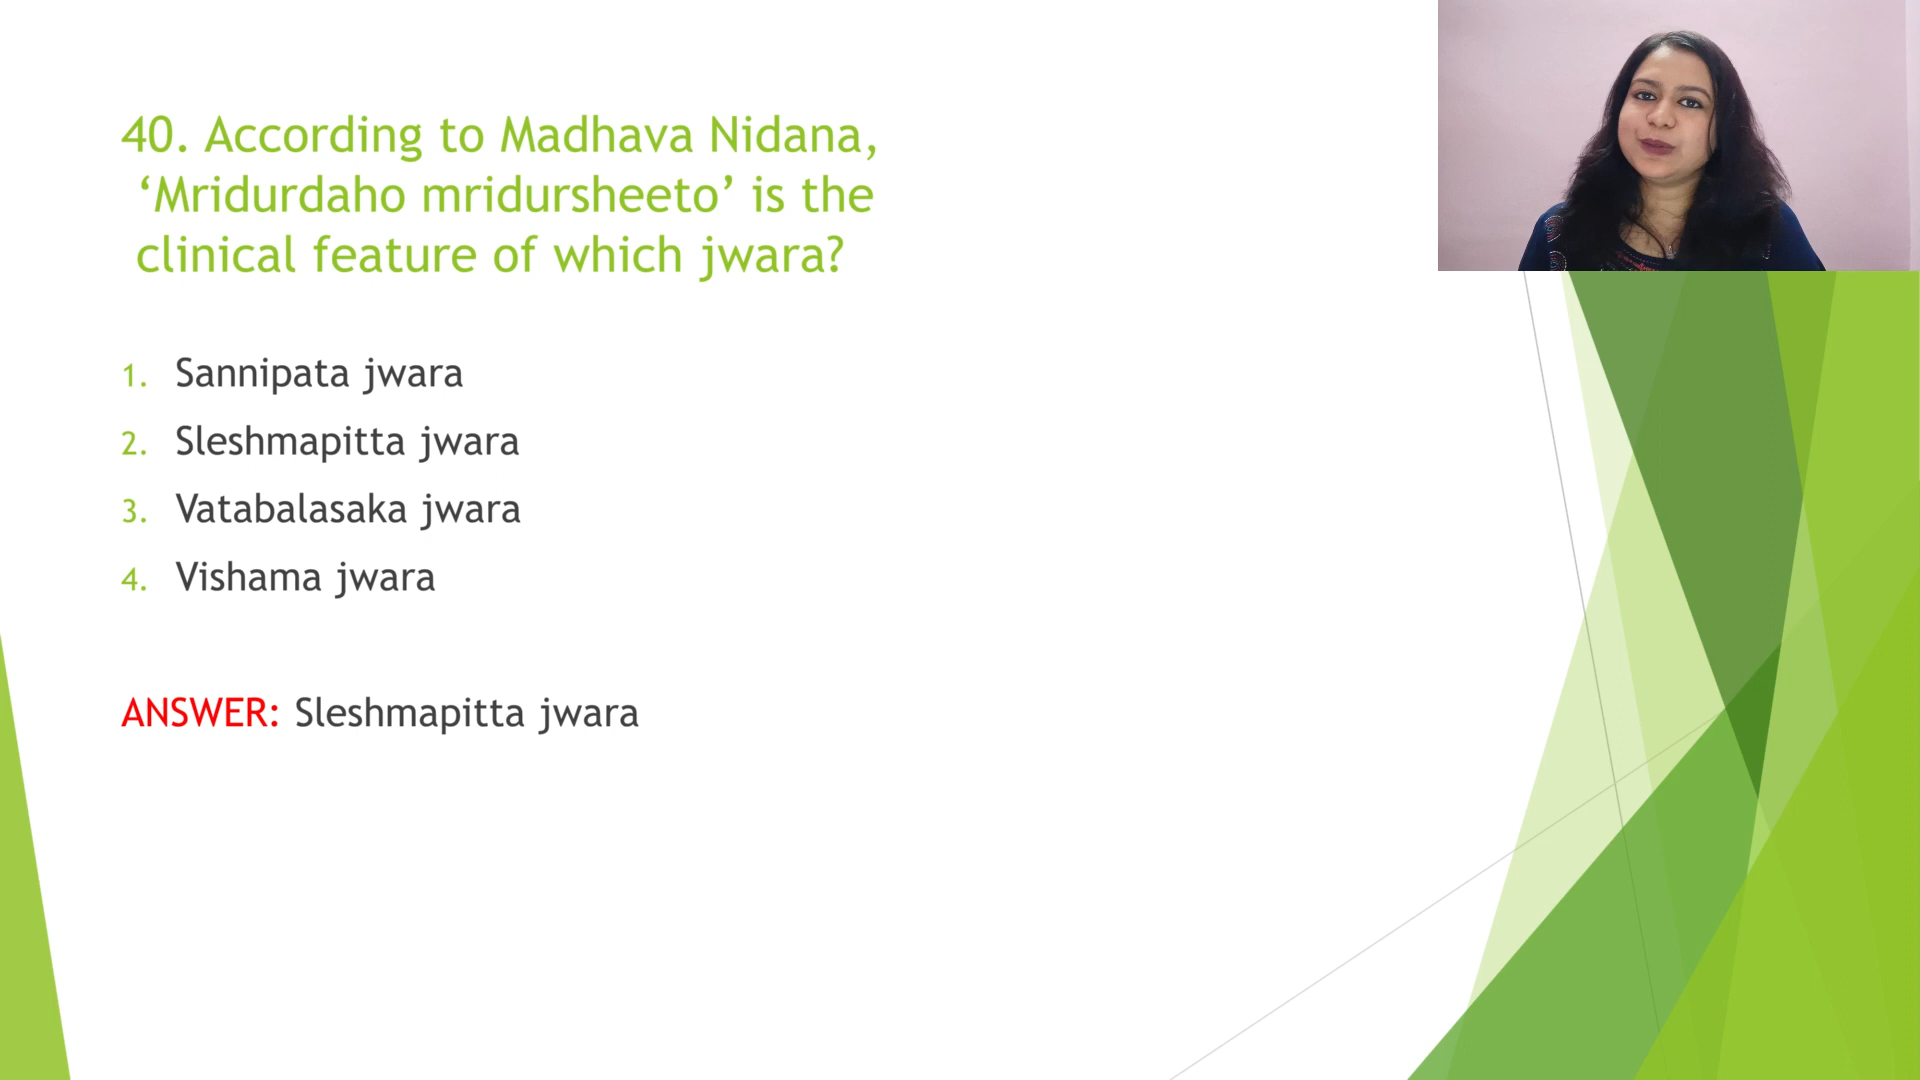 40. According to Madhava Nidana,
‘Mridurdaho mridursheeto’ is the
clinical feature of which jwara?
1. Sannipata jwara
2. Sleshmapitta jwara
3. Vatabalasaka jwara
4. Vishama jwara
ANSWER: Sleshmapitta jwara